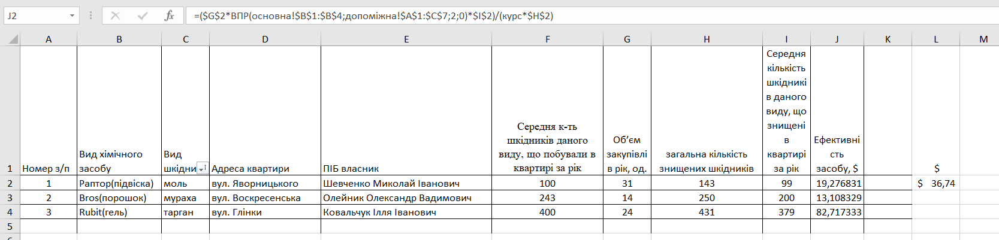 J2 fx =($G$2*ВПР(основна!$B$1:$B$4;допоміжна!$A$1:$C$7;2;0)*$I$2)/(курс*$H$2)
A B C D E F G H I J K L M
1
Номер з/п
Вид хімічного
засобу
Вид
шкідни
Адреса квартири
ПІБ власник
Середня к-ть
шкідників даного
виду, що побували в
квартирі за рік
Об’єм
закупівлі
в рік, од.
загальна кількість
знищених шкідників
Середня
кількість
шкідникі
в даного
виду, що
знищені
в
квартирі
за рік
Ефективні
сть
засобу, $
$
2 1 Раптор(підвіска) моль вул. Яворницького Шевченко Миколай Іванович 100 31 143 99 19,276831 $ 36,74
3 2 Bros(порошок) мураха вул. Воскресенська Олейник Олександр Вадимович 243 14 250 200 13,108329
4 3 Rubit(гель) тарган вул. Глінки Ковальчук Ілля Іванович 400 24 431 379 82,717333
5